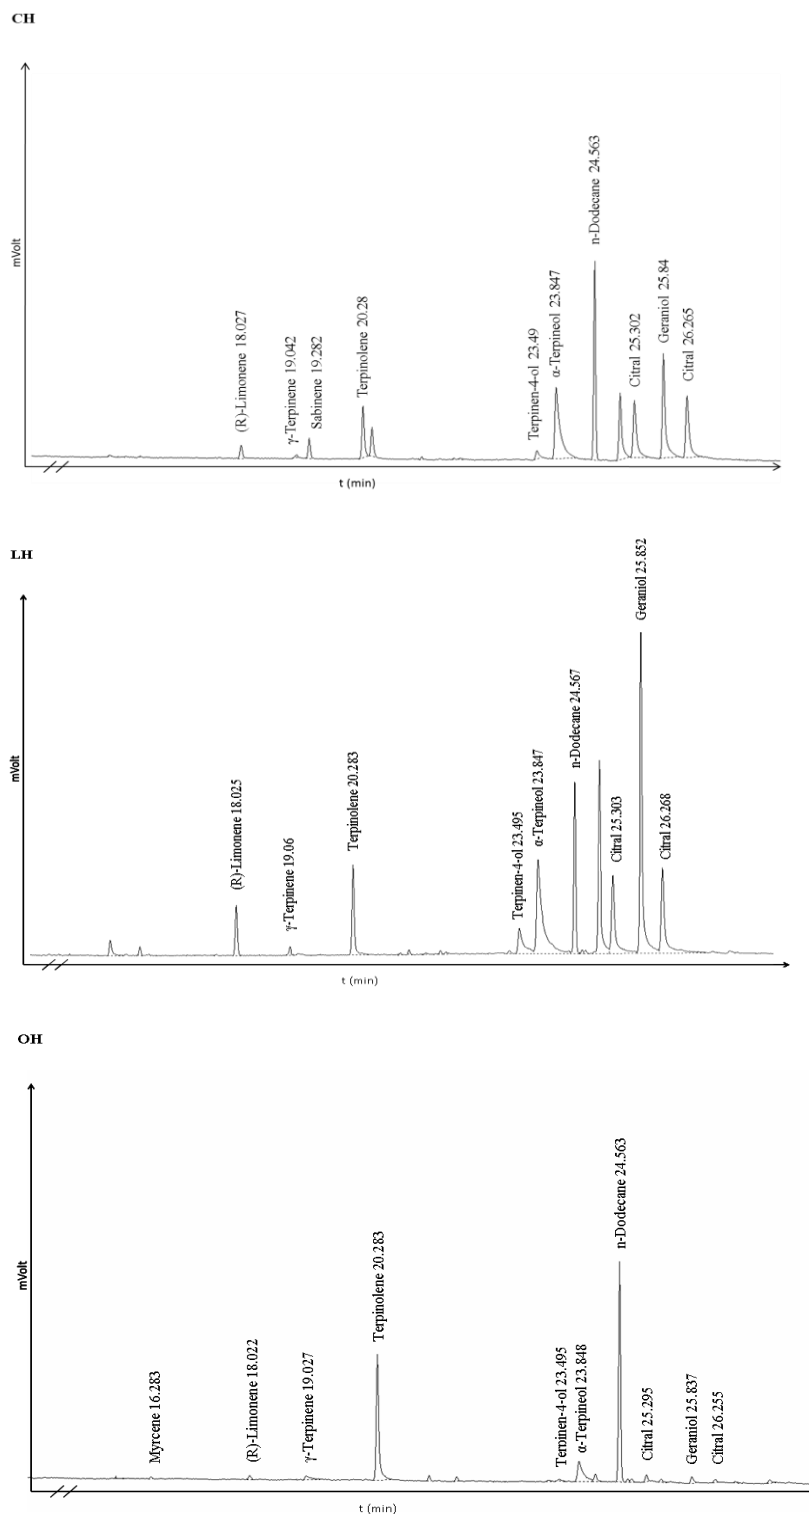 CH
mVolt
(R)-Limonene 18.027
γ-Terpinene 19.042
Sabinene 19.282
Terpinolene 20.28
Terpinen-4-ol 23.49
α-Terpineol 23.847
n-Dodecane 24.563
Citral 25.302
Geraniol 25.84
Citral 26.265
t (min)
LH
mVolt
(R)-Limonene 18.025
γ-Terpinene 19.06
Terpinolene 20.283
Terpinen-4-ol 23.495
α-Terpineol 23.847
n-Dodecane 24.567
Citral 25.303
Geraniol 25.852
Citral 26.268
t (min)
OH
mVolt
Myrcene 16.283
(R)-Limonene 18.022
γ-Terpinene 19.027
Terpinolene 20.283
Terpinen-4-ol 23.495
α-Terpineol 23.848
n-Dodecane 24.563
Citral 25.295
Geraniol 25.837
Citral 26.255
t (min)